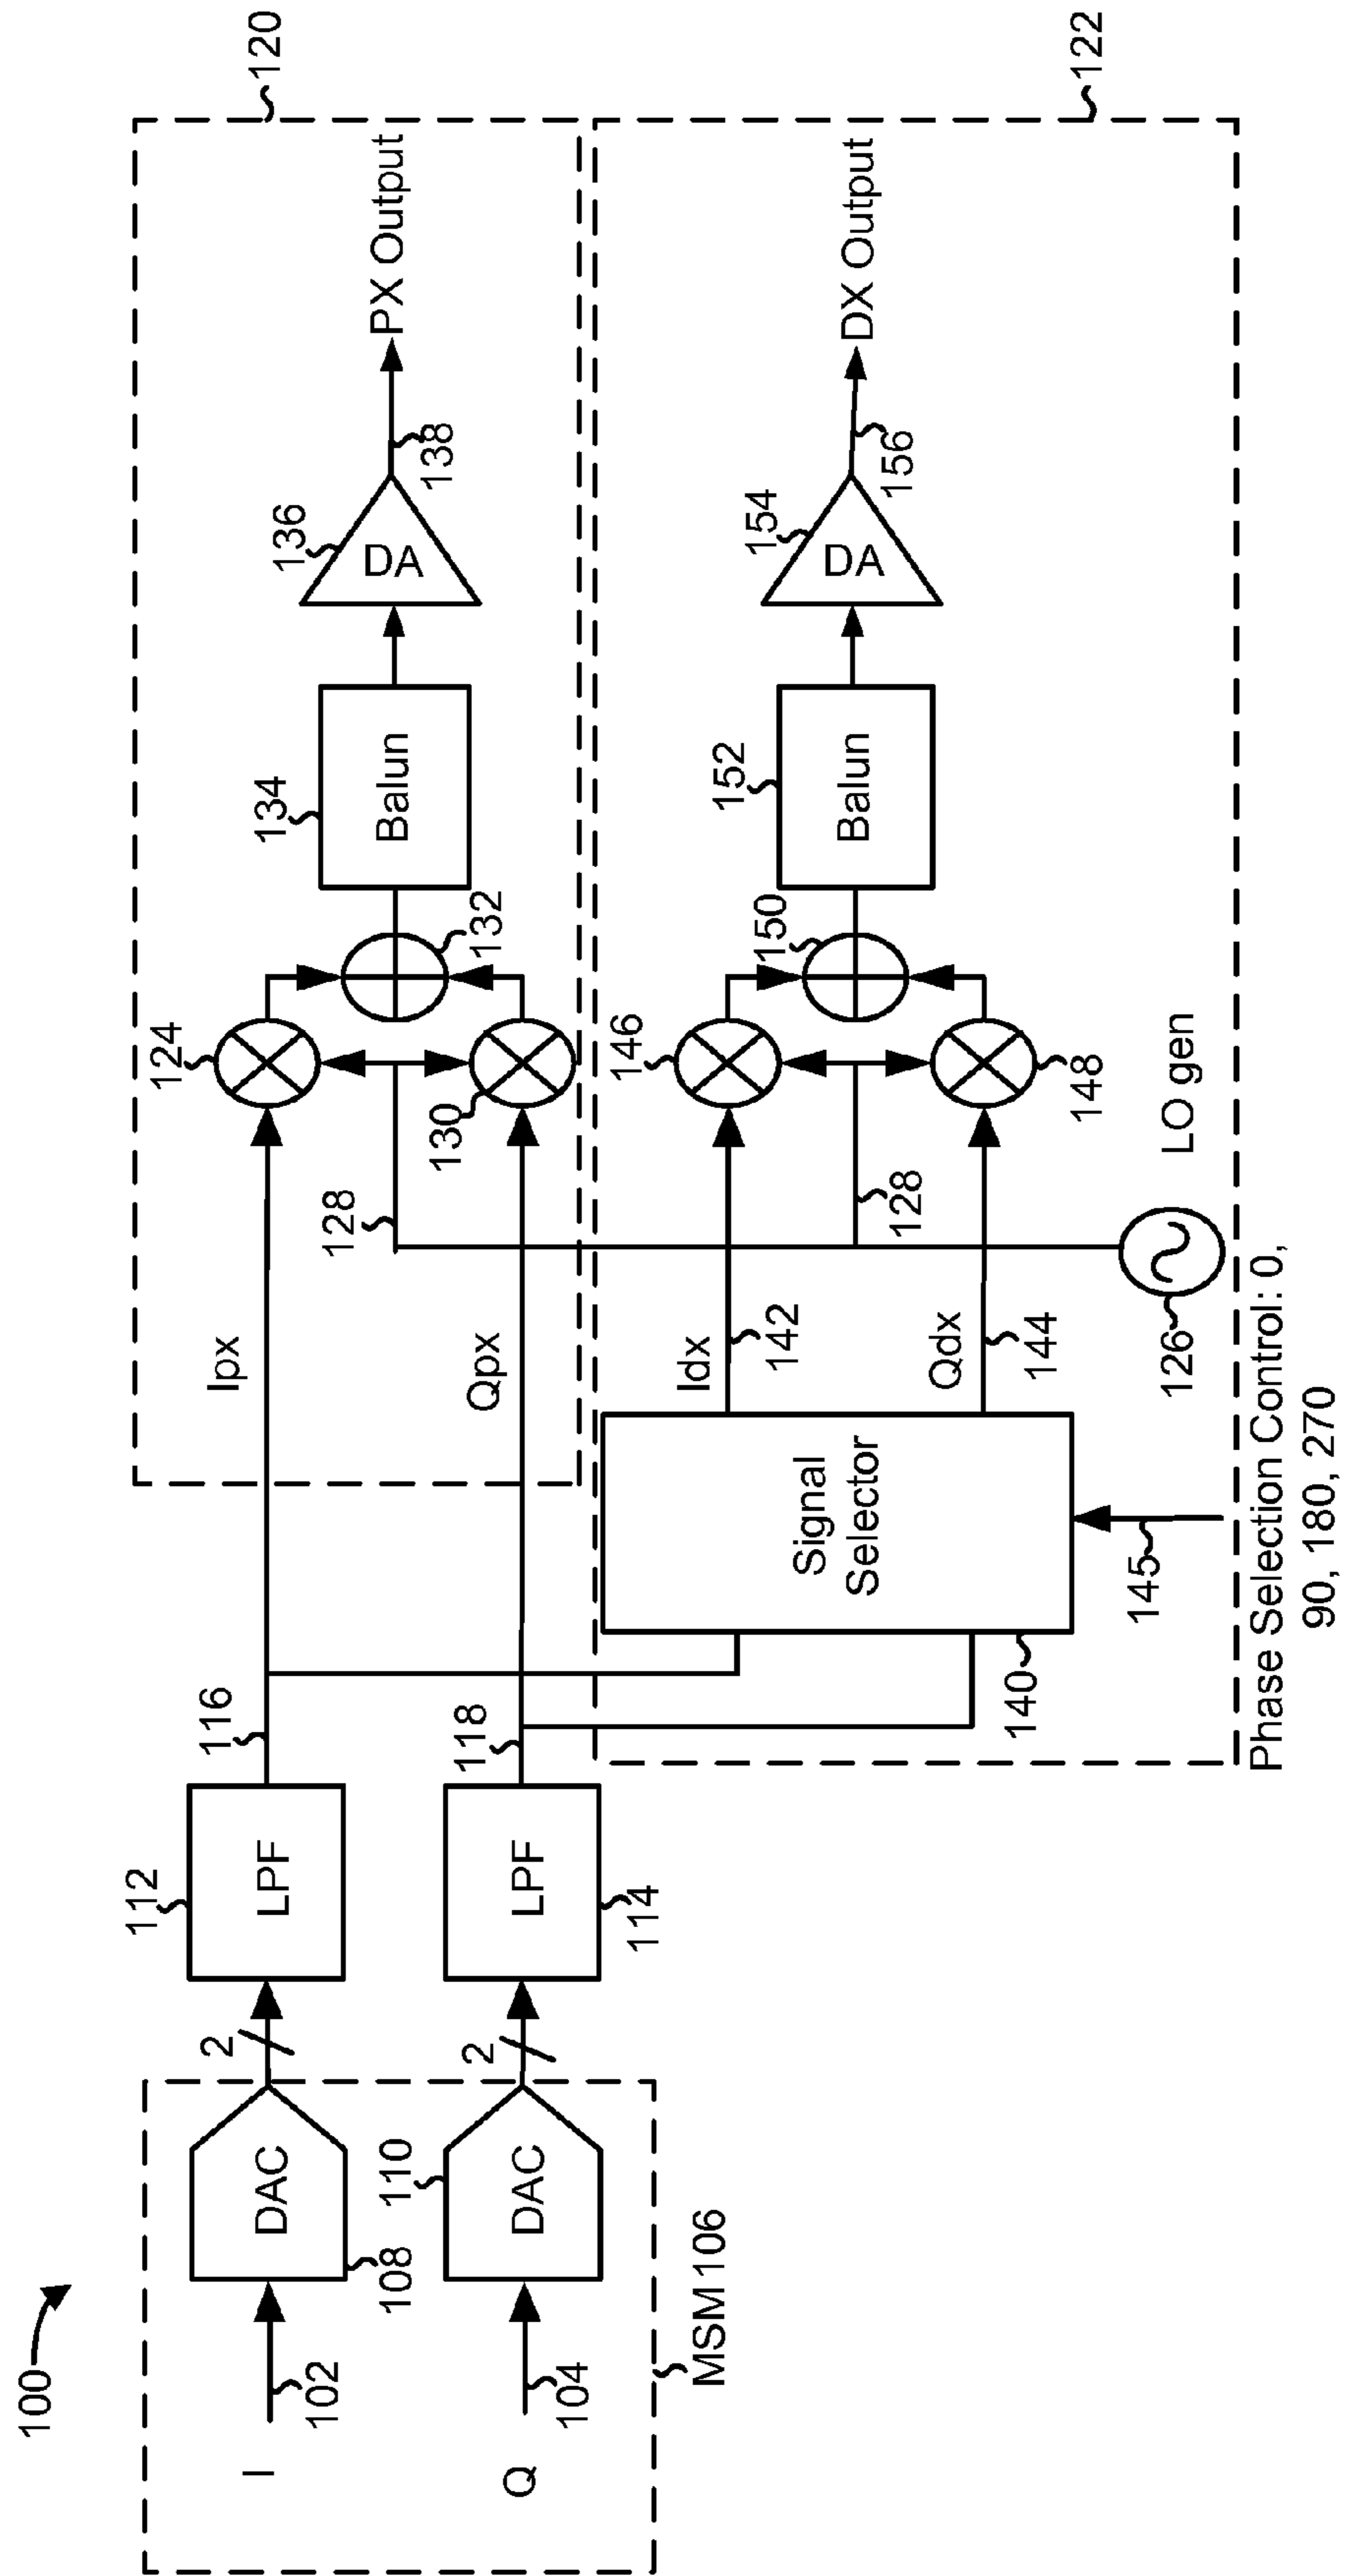 100
I
102
Q
104
MSM 106
DAC
108
110
DAC
2
2
112
LPF
LPF
114
116
118
Ipx
Qpx
120
128
124
130
132
134
Balun
136
DA
138
PX Output
122
Signal
Selector
140
145
Phase Selection Control: 0,
90, 180, 270
Idx
142
Qdx
144
128
126
LO gen
146
148
150
152
Balun
154
DA
156
DX Output